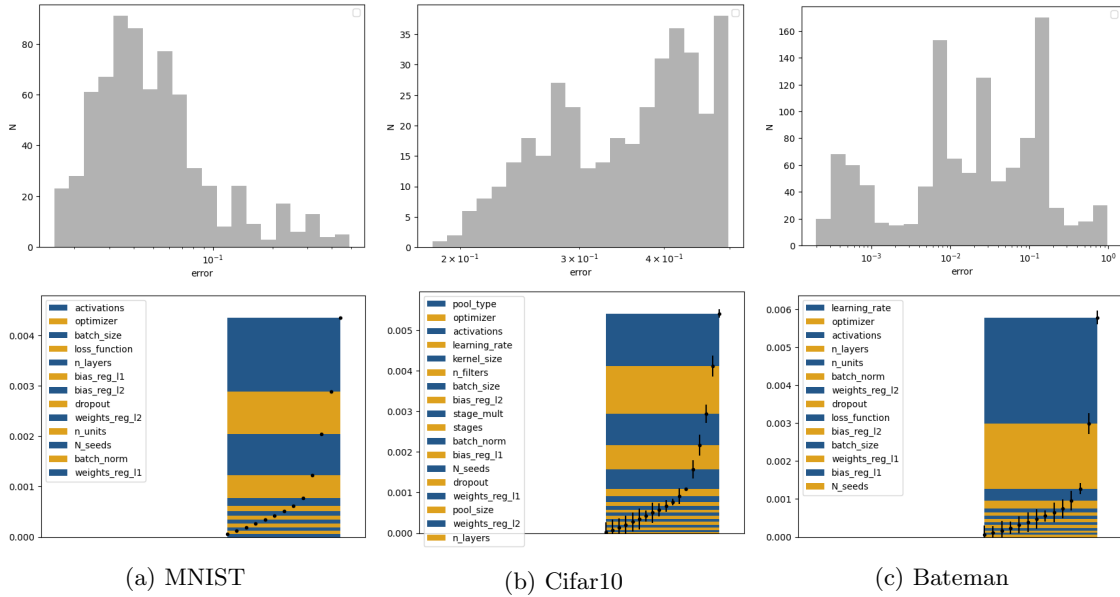 80
60
40
20
0
N
10⁻¹
error
35
30
25
20
15
10
5
0
N
2 × 10⁻¹
3 × 10⁻¹
4 × 10⁻¹
error
160
140
120
100
80
60
40
20
0
N
10⁻³
10⁻²
10⁻¹
10⁰
error
0.004
0.003
0.002
0.001
0.000
activations
optimizer
batch_size
loss_function
n_layers
bias_reg_l1
bias_reg_l2
dropout
weights_reg_l2
n_units
N_seeds
batch_norm
weights_reg_l1
0.005
0.004
0.003
0.002
0.001
0.000
pool_type
optimizer
activations
learning_rate
kernel_size
n_filters
batch_size
bias_reg_l2
stage_mult
stages
batch_norm
bias_reg_l1
N_seeds
dropout
weights_reg_l1
pool_size
weights_reg_l2
n_layers
0.006
0.005
0.004
0.003
0.002
0.001
0.000
learning_rate
optimizer
activations
n_layers
n_units
batch_norm
weights_reg_l2
dropout
loss_function
bias_reg_l2
batch_size
weights_reg_l1
bias_reg_l1
N_seeds
(a) MNIST
(b) Cifar10
(c) Bateman